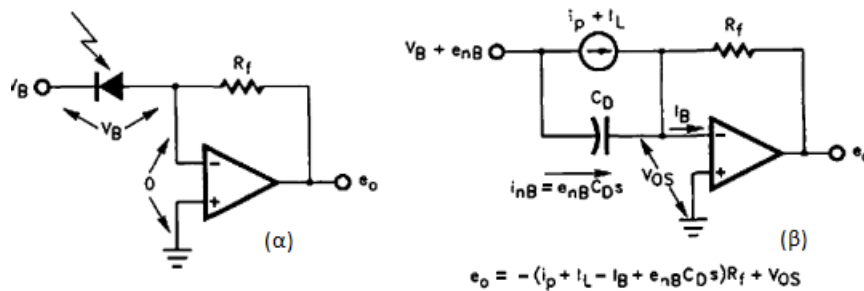 i_p + I_L
R_f
V_B + e_nB
R_f
V_B
V_B
C_D
I_B
0
e_o
V_OS
i_nB = e_nB C_D s
(α)
(β)
e_o = -(i_p + I_L - I_B + e_nB C_D s)R_f + V_OS